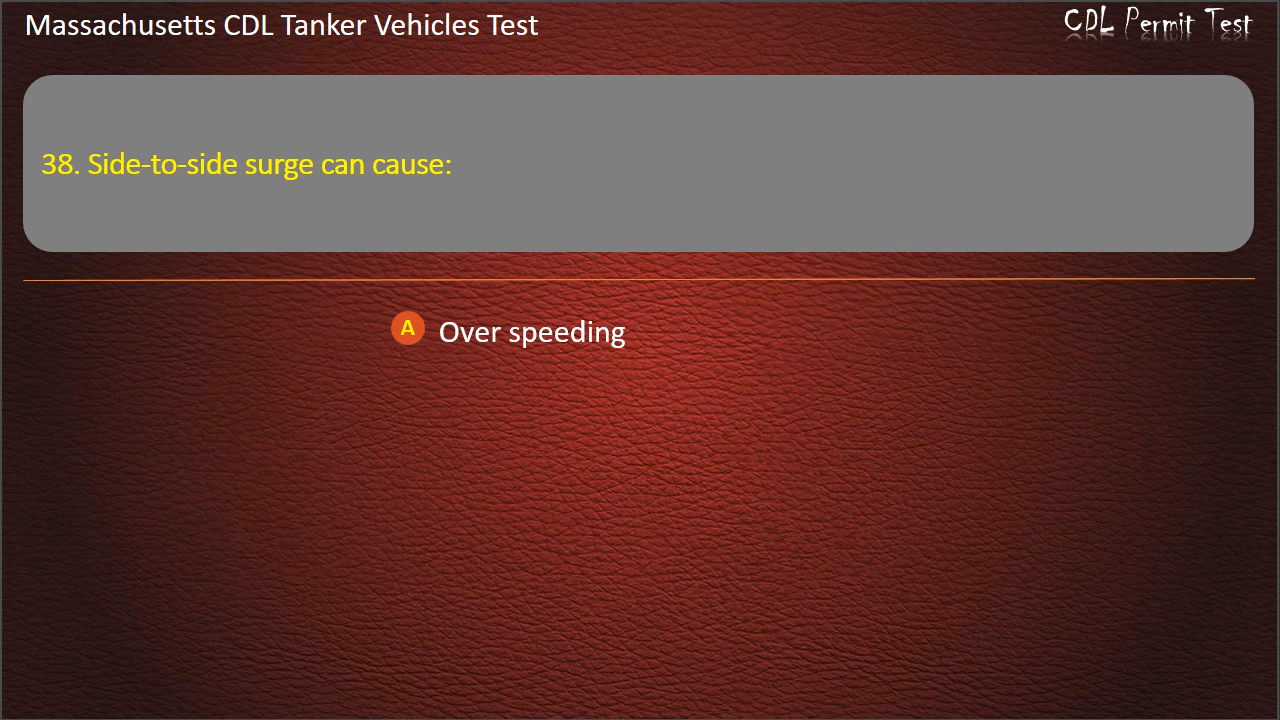 Massachusetts CDL Tanker Vehicles Test
CDL Permit Test
38. Side-to-side surge can cause:
A Over speeding